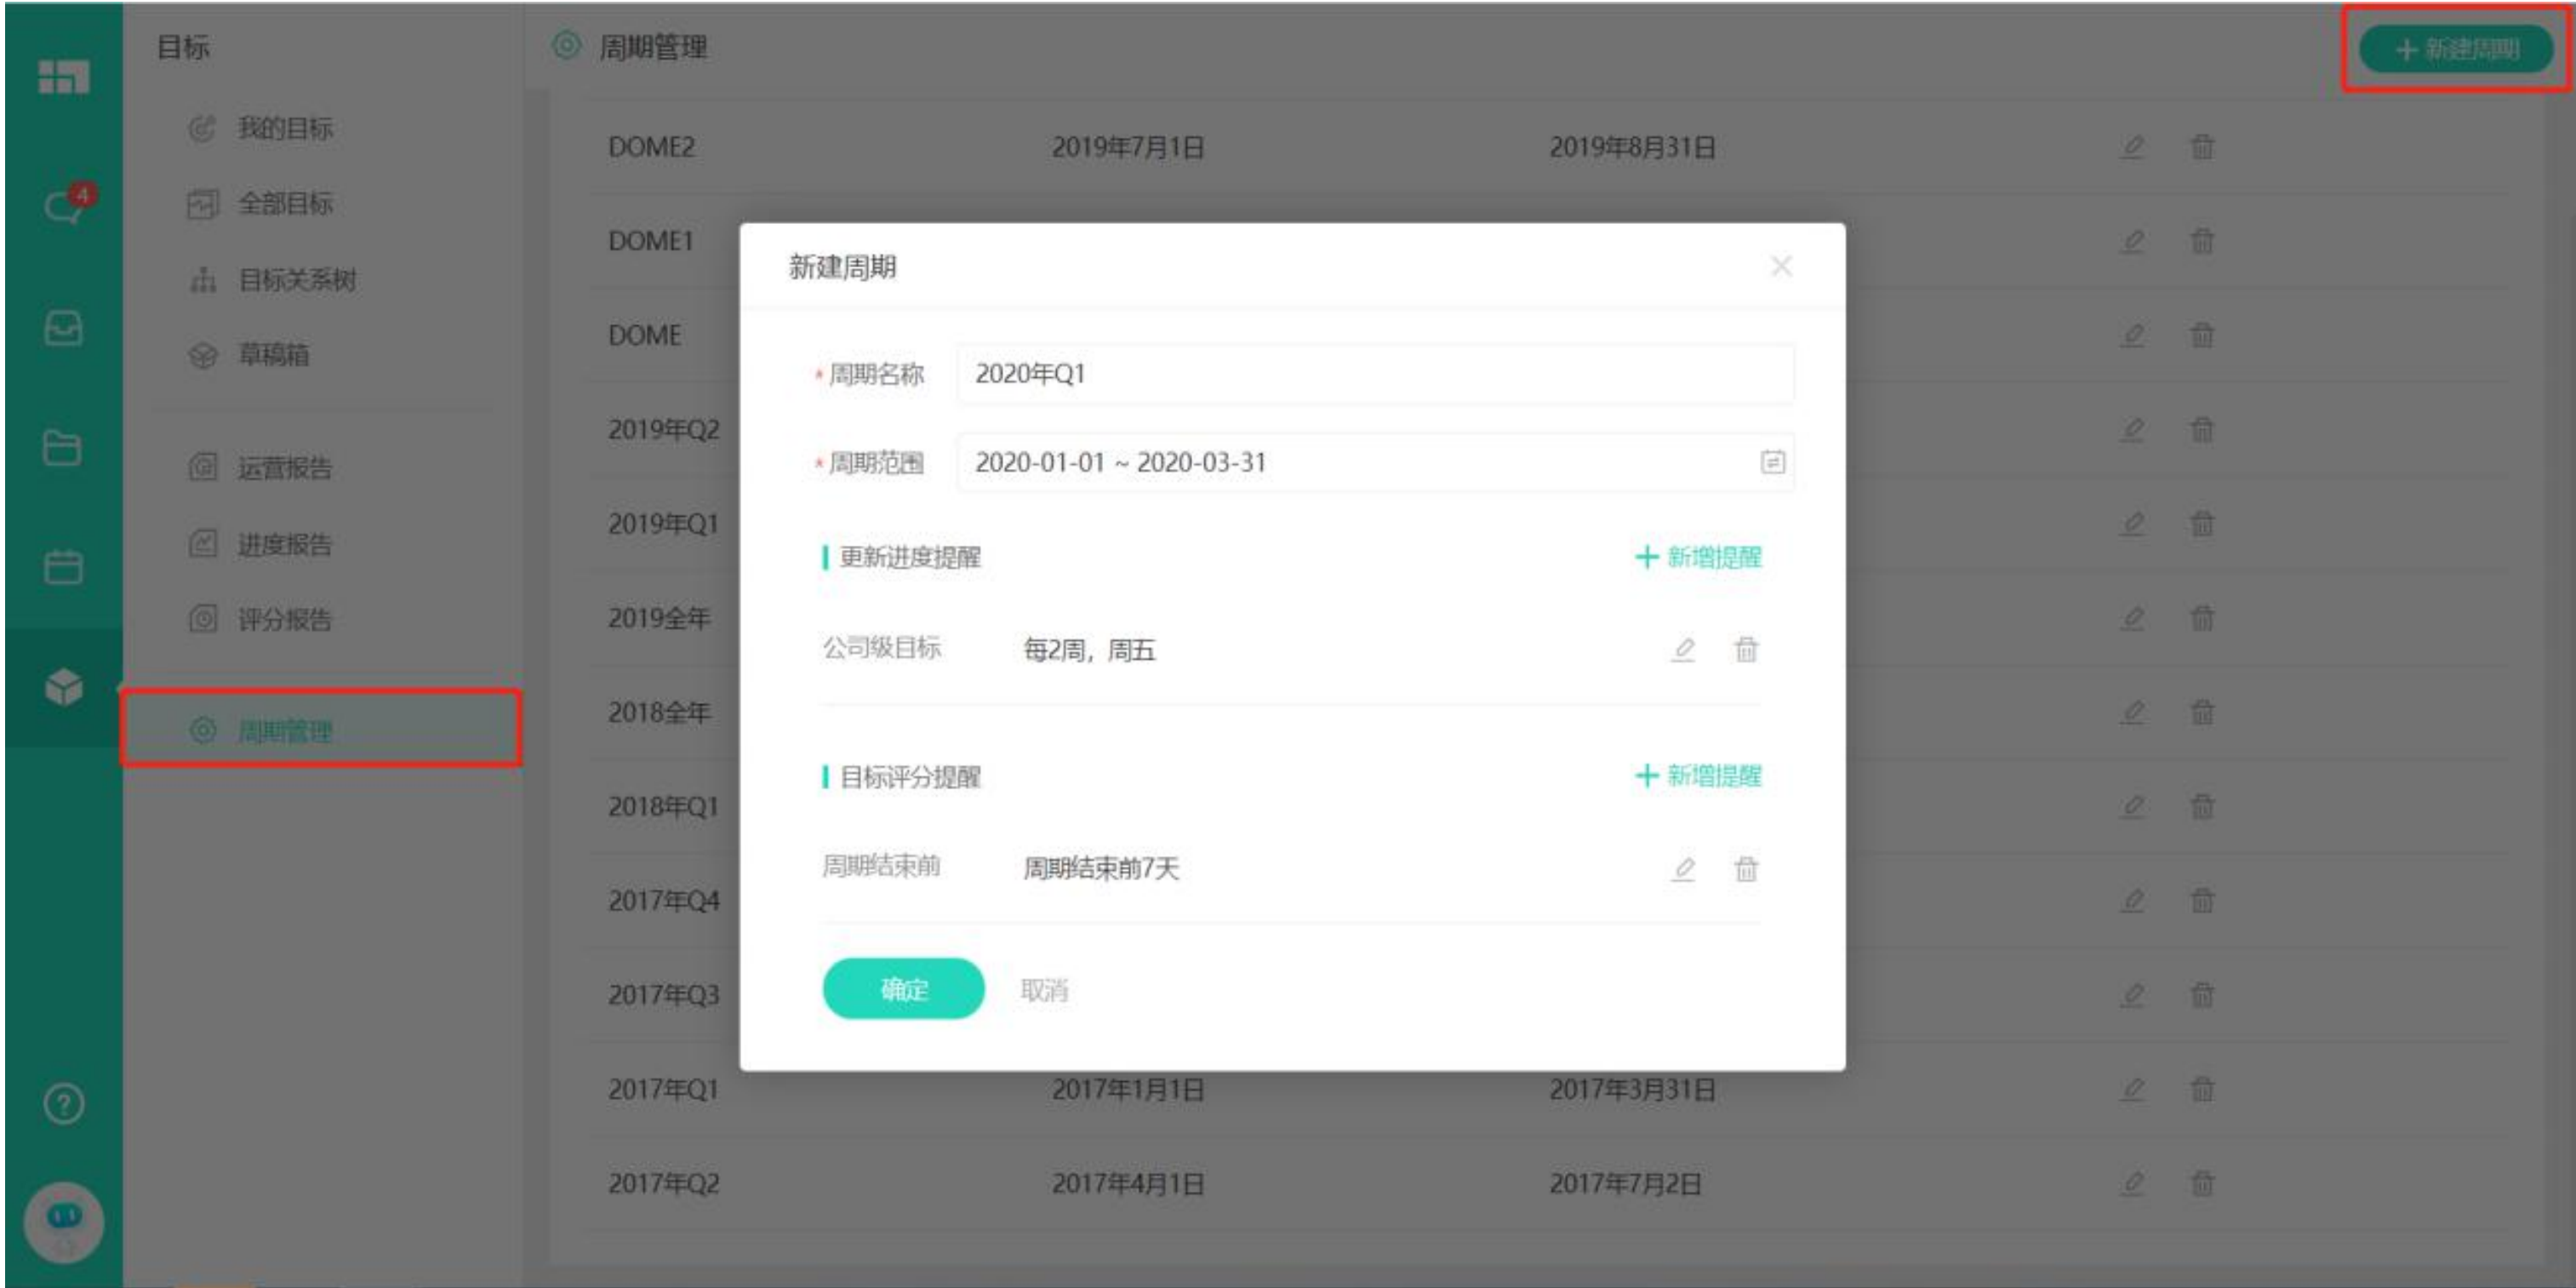 目标
周期管理
+ 新建周期
我的目标
全部目标
目标关系树
草稿箱
运营报告
进度报告
评分报告
周期管理
4
DOME2 2019年7月1日 2019年8月31日
DOME1
DOME
2019年Q2
2019年Q1
2019全年
2018全年
2018年Q1
2017年Q4
2017年Q3
2017年Q1 2017年1月1日 2017年3月31日
2017年Q2 2017年4月1日 2017年7月2日
新建周期
* 周期名称 2020年Q1
* 周期范围 2020-01-01 ~ 2020-03-31
更新进度提醒 + 新增提醒
公司级目标 每2周，周五
目标评分提醒 + 新增提醒
周期结束前 周期结束前7天
确定 取消